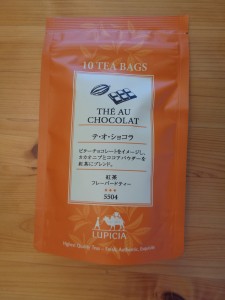 10 TEA BAGS
THÉ AU
CHOCOLAT
テ・オ・ショコラ
ビターチョコレートをイメージし、
カカオニブとココアパウダーを
紅茶にブレンド。
紅茶
フレーバードティー
5504
LUPICIA